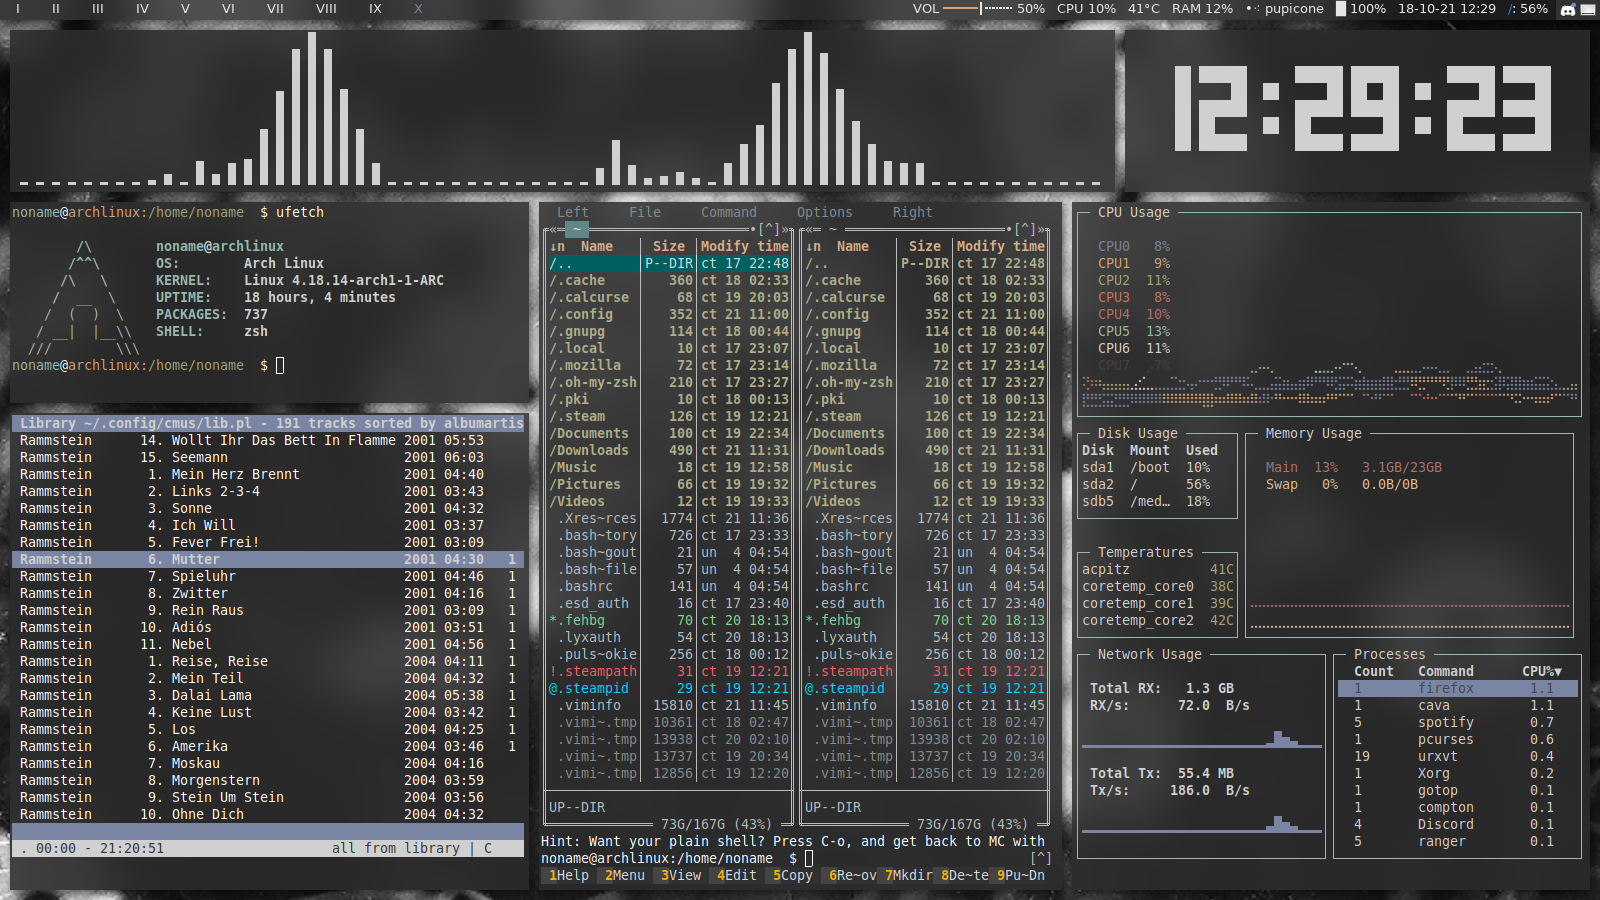 I II III IV V VI VII VIII IX X VOL 50% CPU 10% 41°C RAM 12% pupicone 100% 18-10-21 12:29 /: 56%
12:29:23
noname@archlinux:/home/noname $ ufetch
noname@archlinux
OS: Arch Linux
KERNEL: Linux 4.18.14-arch1-1-ARC
UPTIME: 18 hours, 4 minutes
PACKAGES: 737
SHELL: zsh
noname@archlinux:/home/noname $
Library ~/.config/cmus/lib.pl - 191 tracks sorted by albumartis
Rammstein 14. Wollt Ihr Das Bett In Flamme 2001 05:53
Rammstein 15. Seemann 2001 06:03
Rammstein 1. Mein Herz Brennt 2001 04:40
Rammstein 2. Links 2-3-4 2001 03:43
Rammstein 3. Sonne 2001 04:32
Rammstein 4. Ich Will 2001 03:37
Rammstein 5. Fever Frei! 2001 03:09
Rammstein 6. Mutter 2001 04:30 1
Rammstein 7. Spieluhr 2001 04:46 1
Rammstein 8. Zwitter 2001 04:16 1
Rammstein 9. Rein Raus 2001 03:09 1
Rammstein 10. Adiós 2001 03:51 1
Rammstein 11. Nebel 2001 04:56 1
Rammstein 1. Reise, Reise 2004 04:11 1
Rammstein 2. Mein Teil 2004 04:32 1
Rammstein 3. Dalai Lama 2004 05:38 1
Rammstein 4. Keine Lust 2004 03:42 1
Rammstein 5. Los 2004 04:25 1
Rammstein 6. Amerika 2004 03:46 1
Rammstein 7. Moskau 2004 04:16
Rammstein 8. Morgenstern 2004 03:59
Rammstein 9. Stein Um Stein 2004 03:56
Rammstein 10. Ohne Dich 2004 04:32
. 00:00 - 21:20:51 all from library | C
Left File Command Options Right
«═ ~ •[^]» «═ ~ •[^]»
↓n Name Size Modify time ↓n Name Size Modify time
/.. P--DIR ct 17 22:48 /.. P--DIR ct 17 22:48
/.cache 360 ct 18 02:33 /.cache 360 ct 18 02:33
/.calcurse 68 ct 19 20:03 /.calcurse 68 ct 19 20:03
/.config 352 ct 21 11:00 /.config 352 ct 21 11:00
/.gnupg 114 ct 18 00:44 /.gnupg 114 ct 18 00:44
/.local 10 ct 17 23:07 /.local 10 ct 17 23:07
/.mozilla 72 ct 17 23:14 /.mozilla 72 ct 17 23:14
/.oh-my-zsh 210 ct 17 23:27 /.oh-my-zsh 210 ct 17 23:27
/.pki 10 ct 18 00:13 /.pki 10 ct 18 00:13
/.steam 126 ct 19 12:21 /.steam 126 ct 19 12:21
/Documents 100 ct 19 22:34 /Documents 100 ct 19 22:34
/Downloads 490 ct 21 11:31 /Downloads 490 ct 21 11:31
/Music 18 ct 19 12:58 /Music 18 ct 19 12:58
/Pictures 66 ct 19 19:32 /Pictures 66 ct 19 19:32
/Videos 12 ct 19 19:33 /Videos 12 ct 19 19:33
.Xres~rces 1774 ct 21 11:36 .Xres~rces 1774 ct 21 11:36
.bash~tory 726 ct 17 23:33 .bash~tory 726 ct 17 23:33
.bash~gout 21 un 4 04:54 .bash~gout 21 un 4 04:54
.bash~file 57 un 4 04:54 .bash~file 57 un 4 04:54
.bashrc 141 un 4 04:54 .bashrc 141 un 4 04:54
.esd_auth 16 ct 17 23:40 .esd_auth 16 ct 17 23:40
*.fehbg 70 ct 20 18:13 *.fehbg 70 ct 20 18:13
.lyxauth 54 ct 20 18:13 .lyxauth 54 ct 20 18:13
.puls~okie 256 ct 18 00:12 .puls~okie 256 ct 18 00:12
!.steampath 31 ct 19 12:21 !.steampath 31 ct 19 12:21
@.steampid 29 ct 19 12:21 @.steampid 29 ct 19 12:21
.viminfo 15810 ct 21 11:45 .viminfo 15810 ct 21 11:45
.vimi~.tmp 10361 ct 18 02:47 .vimi~.tmp 10361 ct 18 02:47
.vimi~.tmp 13938 ct 20 02:10 .vimi~.tmp 13938 ct 20 02:10
.vimi~.tmp 13737 ct 19 20:34 .vimi~.tmp 13737 ct 19 20:34
.vimi~.tmp 12856 ct 19 12:20 .vimi~.tmp 12856 ct 19 12:20
UP--DIR UP--DIR
73G/167G (43%) 73G/167G (43%)
Hint: Want your plain shell? Press C-o, and get back to MC with
noname@archlinux:/home/noname $ [^]
1Help 2Menu 3View 4Edit 5Copy 6Re~ov 7Mkdir 8De~te 9Pu~Dn
CPU Usage
CPU0 8%
CPU1 9%
CPU2 11%
CPU3 8%
CPU4 10%
CPU5 13%
CPU6 11%
CPU7 7%
Disk Usage
Disk Mount Used
sda1 /boot 10%
sda2 / 56%
sdb5 /med… 18%
Memory Usage
Main 13% 3.1GB/23GB
Swap 0% 0.0B/0B
Temperatures
acpitz 41C
coretemp_core0 38C
coretemp_core1 39C
coretemp_core2 42C
Network Usage
Total RX: 1.3 GB
RX/s: 72.0 B/s
Total Tx: 55.4 MB
Tx/s: 186.0 B/s
Processes
Count Command CPU%▼
1 firefox 1.1
1 cava 1.1
5 spotify 0.7
1 pcurses 0.6
19 urxvt 0.4
1 Xorg 0.2
1 gotop 0.1
1 compton 0.1
4 Discord 0.1
5 ranger 0.1